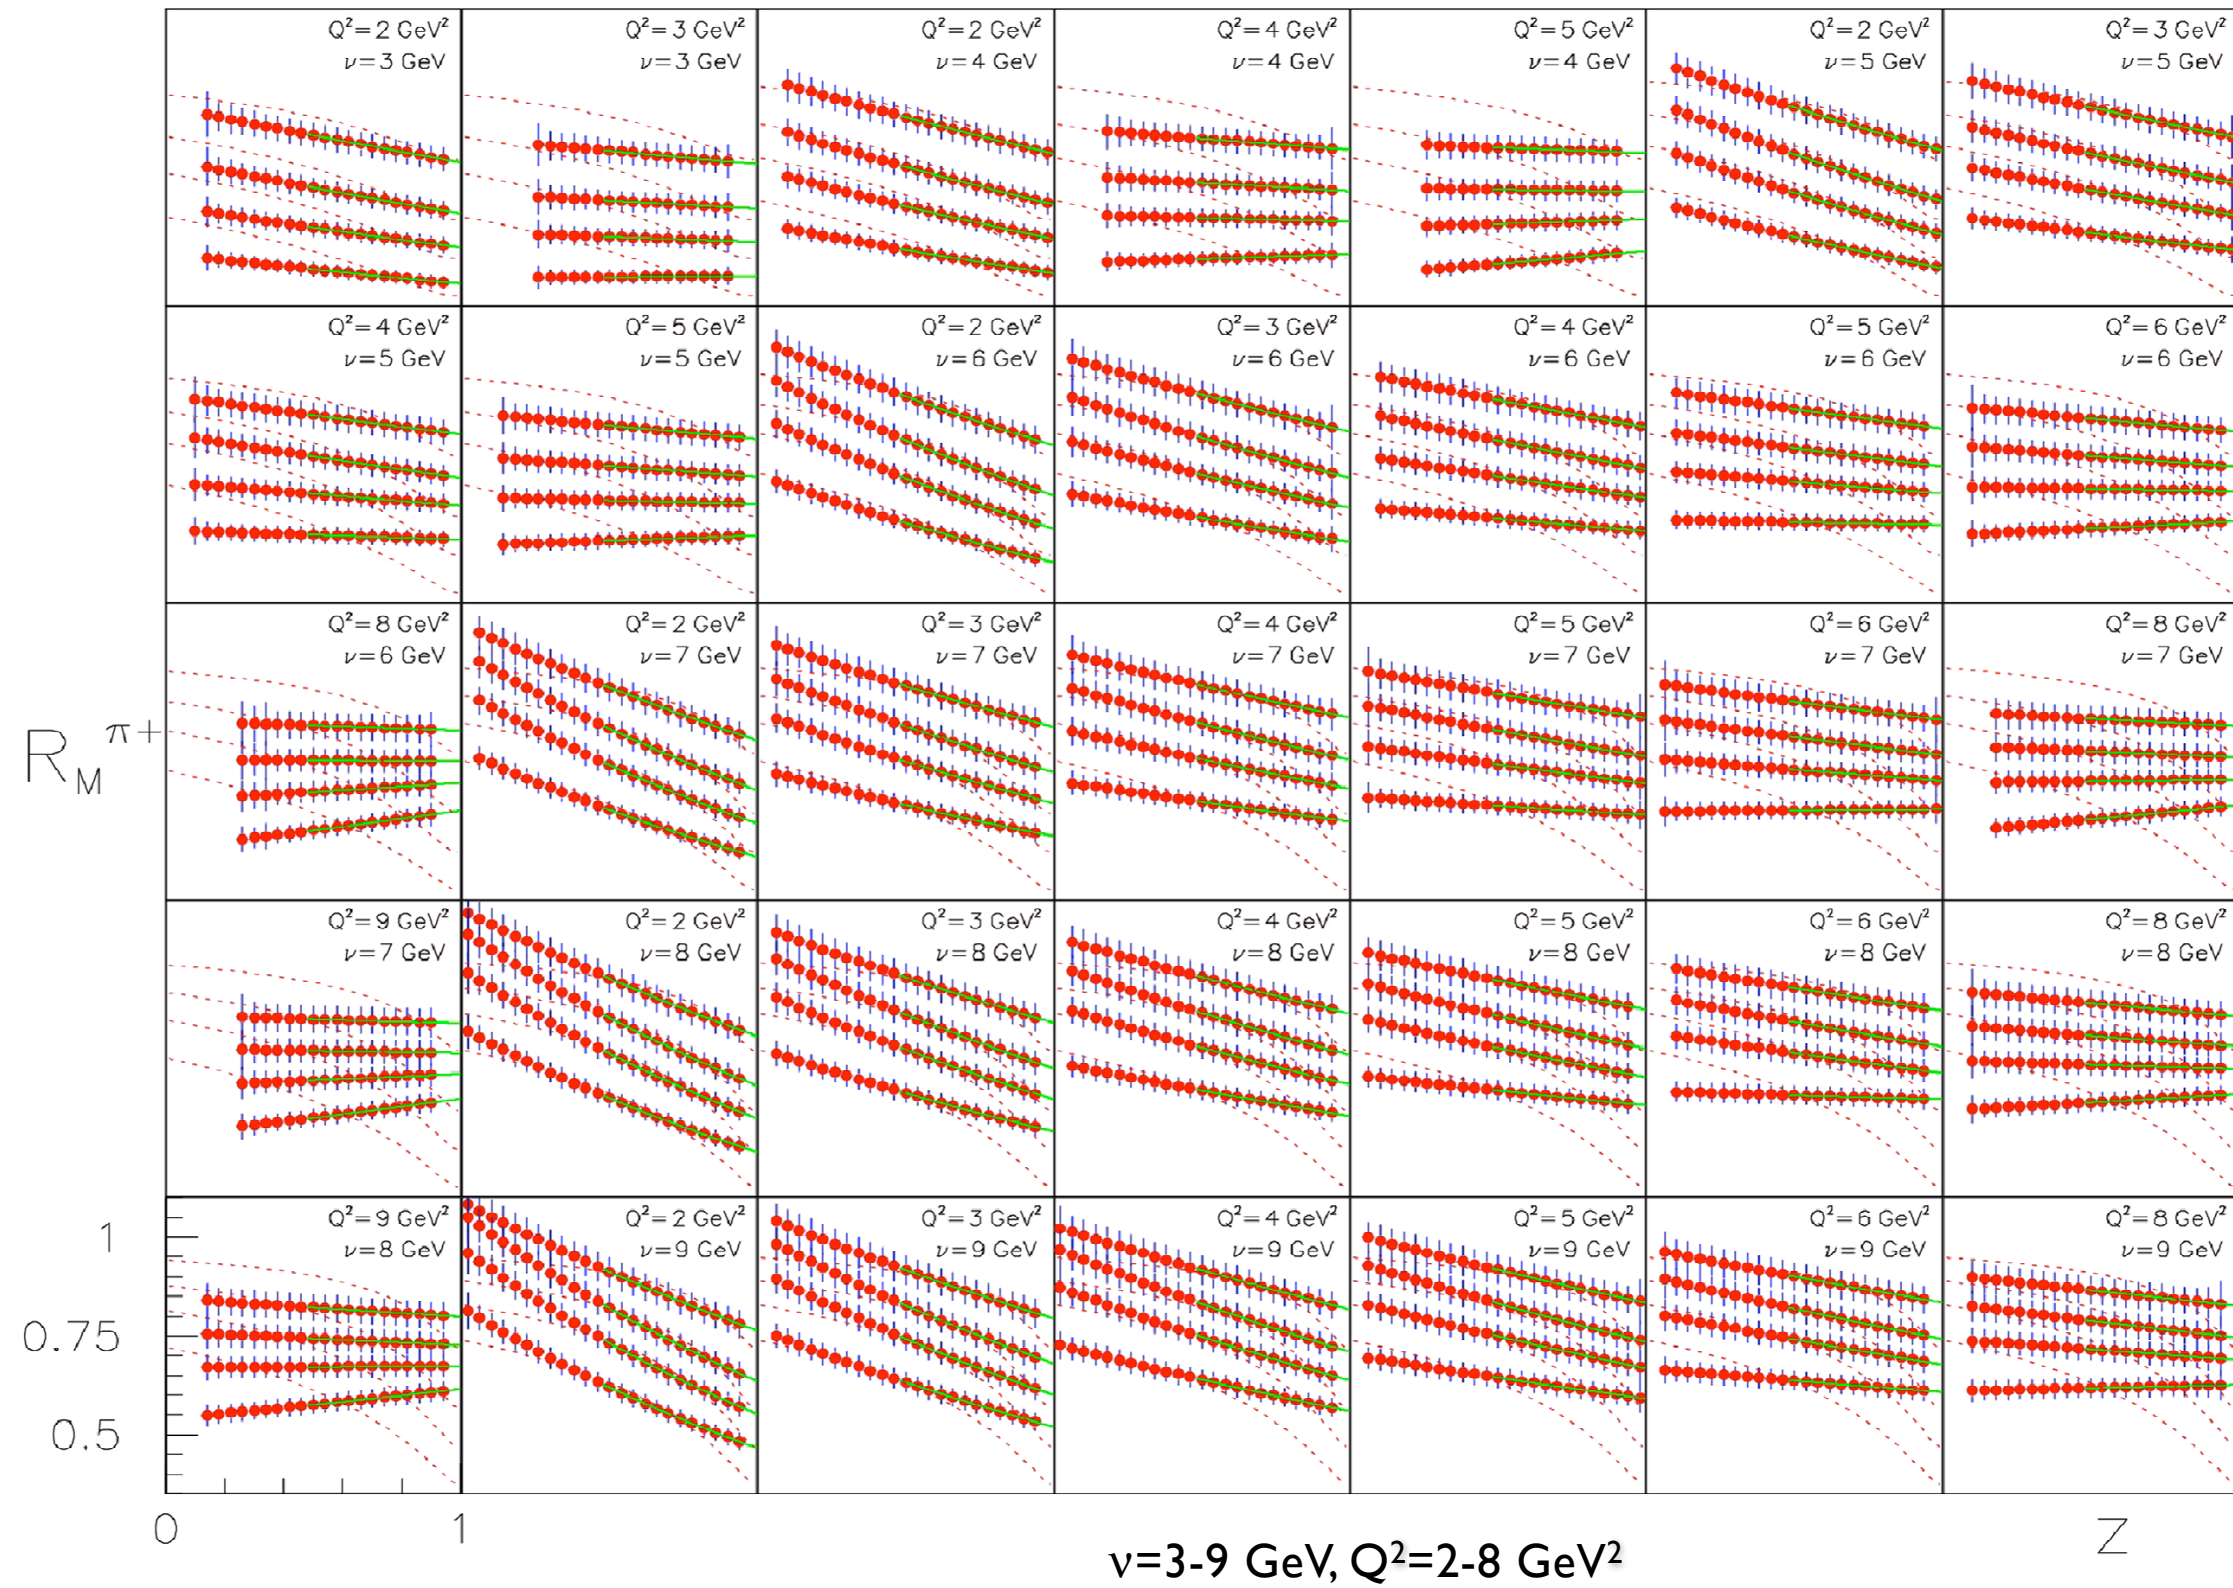 Q²=2 GeV² Q²=3 GeV² Q²=2 GeV² Q²=4 GeV² Q²=5 GeV² Q²=2 GeV² Q²=3 GeV²
ν=3 GeV ν=3 GeV ν=4 GeV ν=4 GeV ν=4 GeV ν=5 GeV ν=5 GeV
Q²=4 GeV² Q²=5 GeV² Q²=2 GeV² Q²=3 GeV² Q²=4 GeV² Q²=5 GeV² Q²=6 GeV²
ν=5 GeV ν=5 GeV ν=6 GeV ν=6 GeV ν=6 GeV ν=6 GeV ν=6 GeV
Q²=8 GeV² Q²=2 GeV² Q²=3 GeV² Q²=4 GeV² Q²=5 GeV² Q²=6 GeV² Q²=8 GeV²
ν=6 GeV ν=7 GeV ν=7 GeV ν=7 GeV ν=7 GeV ν=7 GeV ν=7 GeV
R_M^π+
Q²=9 GeV² Q²=2 GeV² Q²=3 GeV² Q²=4 GeV² Q²=5 GeV² Q²=6 GeV² Q²=8 GeV²
ν=7 GeV ν=8 GeV ν=8 GeV ν=8 GeV ν=8 GeV ν=8 GeV ν=8 GeV
Q²=9 GeV² Q²=2 GeV² Q²=3 GeV² Q²=4 GeV² Q²=5 GeV² Q²=6 GeV² Q²=8 GeV²
ν=8 GeV ν=9 GeV ν=9 GeV ν=9 GeV ν=9 GeV ν=9 GeV ν=9 GeV
1
0.75
0.5
0 1 Z
ν=3-9 GeV, Q²=2-8 GeV²